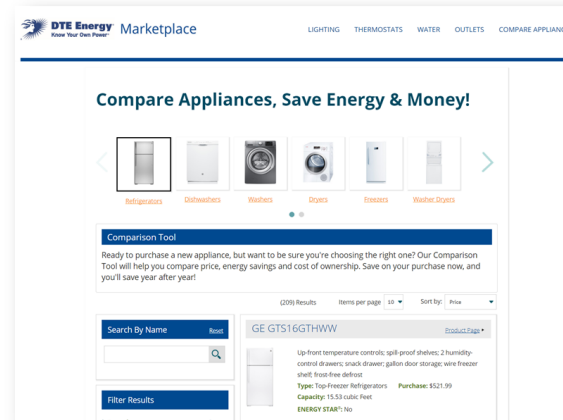 DTE Energy®
Know Your Own Power®
Marketplace
LIGHTING THERMOSTATS WATER OUTLETS COMPARE APPLIANC
Compare Appliances, Save Energy & Money!
Refrigerators Dishwashers Washers Dryers Freezers Washer Dryers
Comparison Tool
Ready to purchase a new appliance, but want to be sure you're choosing the right one? Our Comparison
Tool will help you compare price, energy savings and cost of ownership. Save on your purchase now, and
you'll save year after year!
(209) Results Items per page 10 Sort by: Price
Search By Name Reset
Filter Results
GE GTS16GTHWW Product Page
Up-front temperature controls; spill-proof shelves; 2 humidity-
control drawers; snack drawer; gallon door storage; wire freezer
shelf; frost-free defrost
Type: Top-Freezer Refrigerators Purchase: $521.99
Capacity: 15.53 cubic Feet
ENERGY STAR®: No